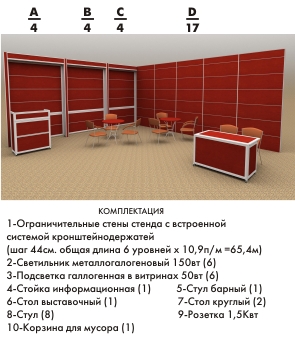 A B C D
4 4 4 17
КОМПЛЕКТАЦИЯ
1-Ограничительные стены стенда с встроенной
системой кронштейнодержатей
(шаг 44см. общая длина 6 уровней х 10,9п/м =65,4м)
2-Светильник металлогалогеновый 150вт (6)
3-Подсветка галлогенная в витринах 50вт (6)
4-Стойка информационная (1) 5-Стул барный (1)
6-Стол выставочный (1) 7-Стол круглый (2)
8-Стул (8) 9-Розетка 1,5Квт
10-Корзина для мусора (1)